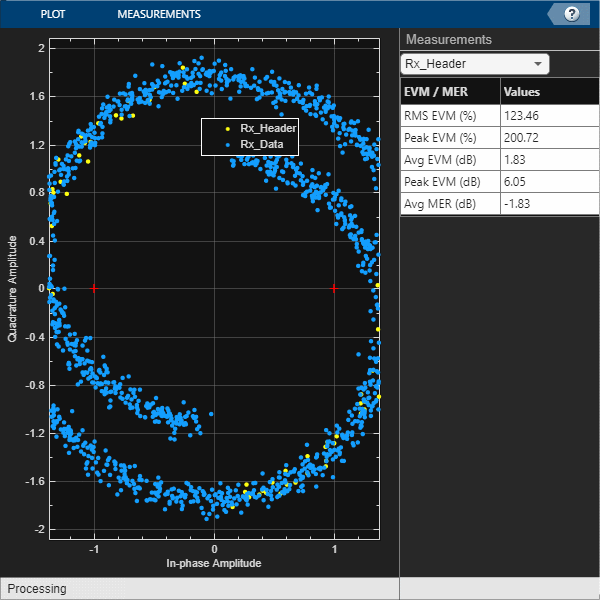 PLOT MEASUREMENTS ?
Measurements
Rx_Header
EVM / MER Values
RMS EVM (%) 123.46
Peak EVM (%) 200.72
Avg EVM (dB) 1.83
Peak EVM (dB) 6.05
Avg MER (dB) -1.83
Rx_Header
Rx_Data
Quadrature Amplitude
2
1.6
1.2
0.8
0.4
0
-0.4
-0.8
-1.2
-1.6
-2
-1 0 1
In-phase Amplitude
Processing